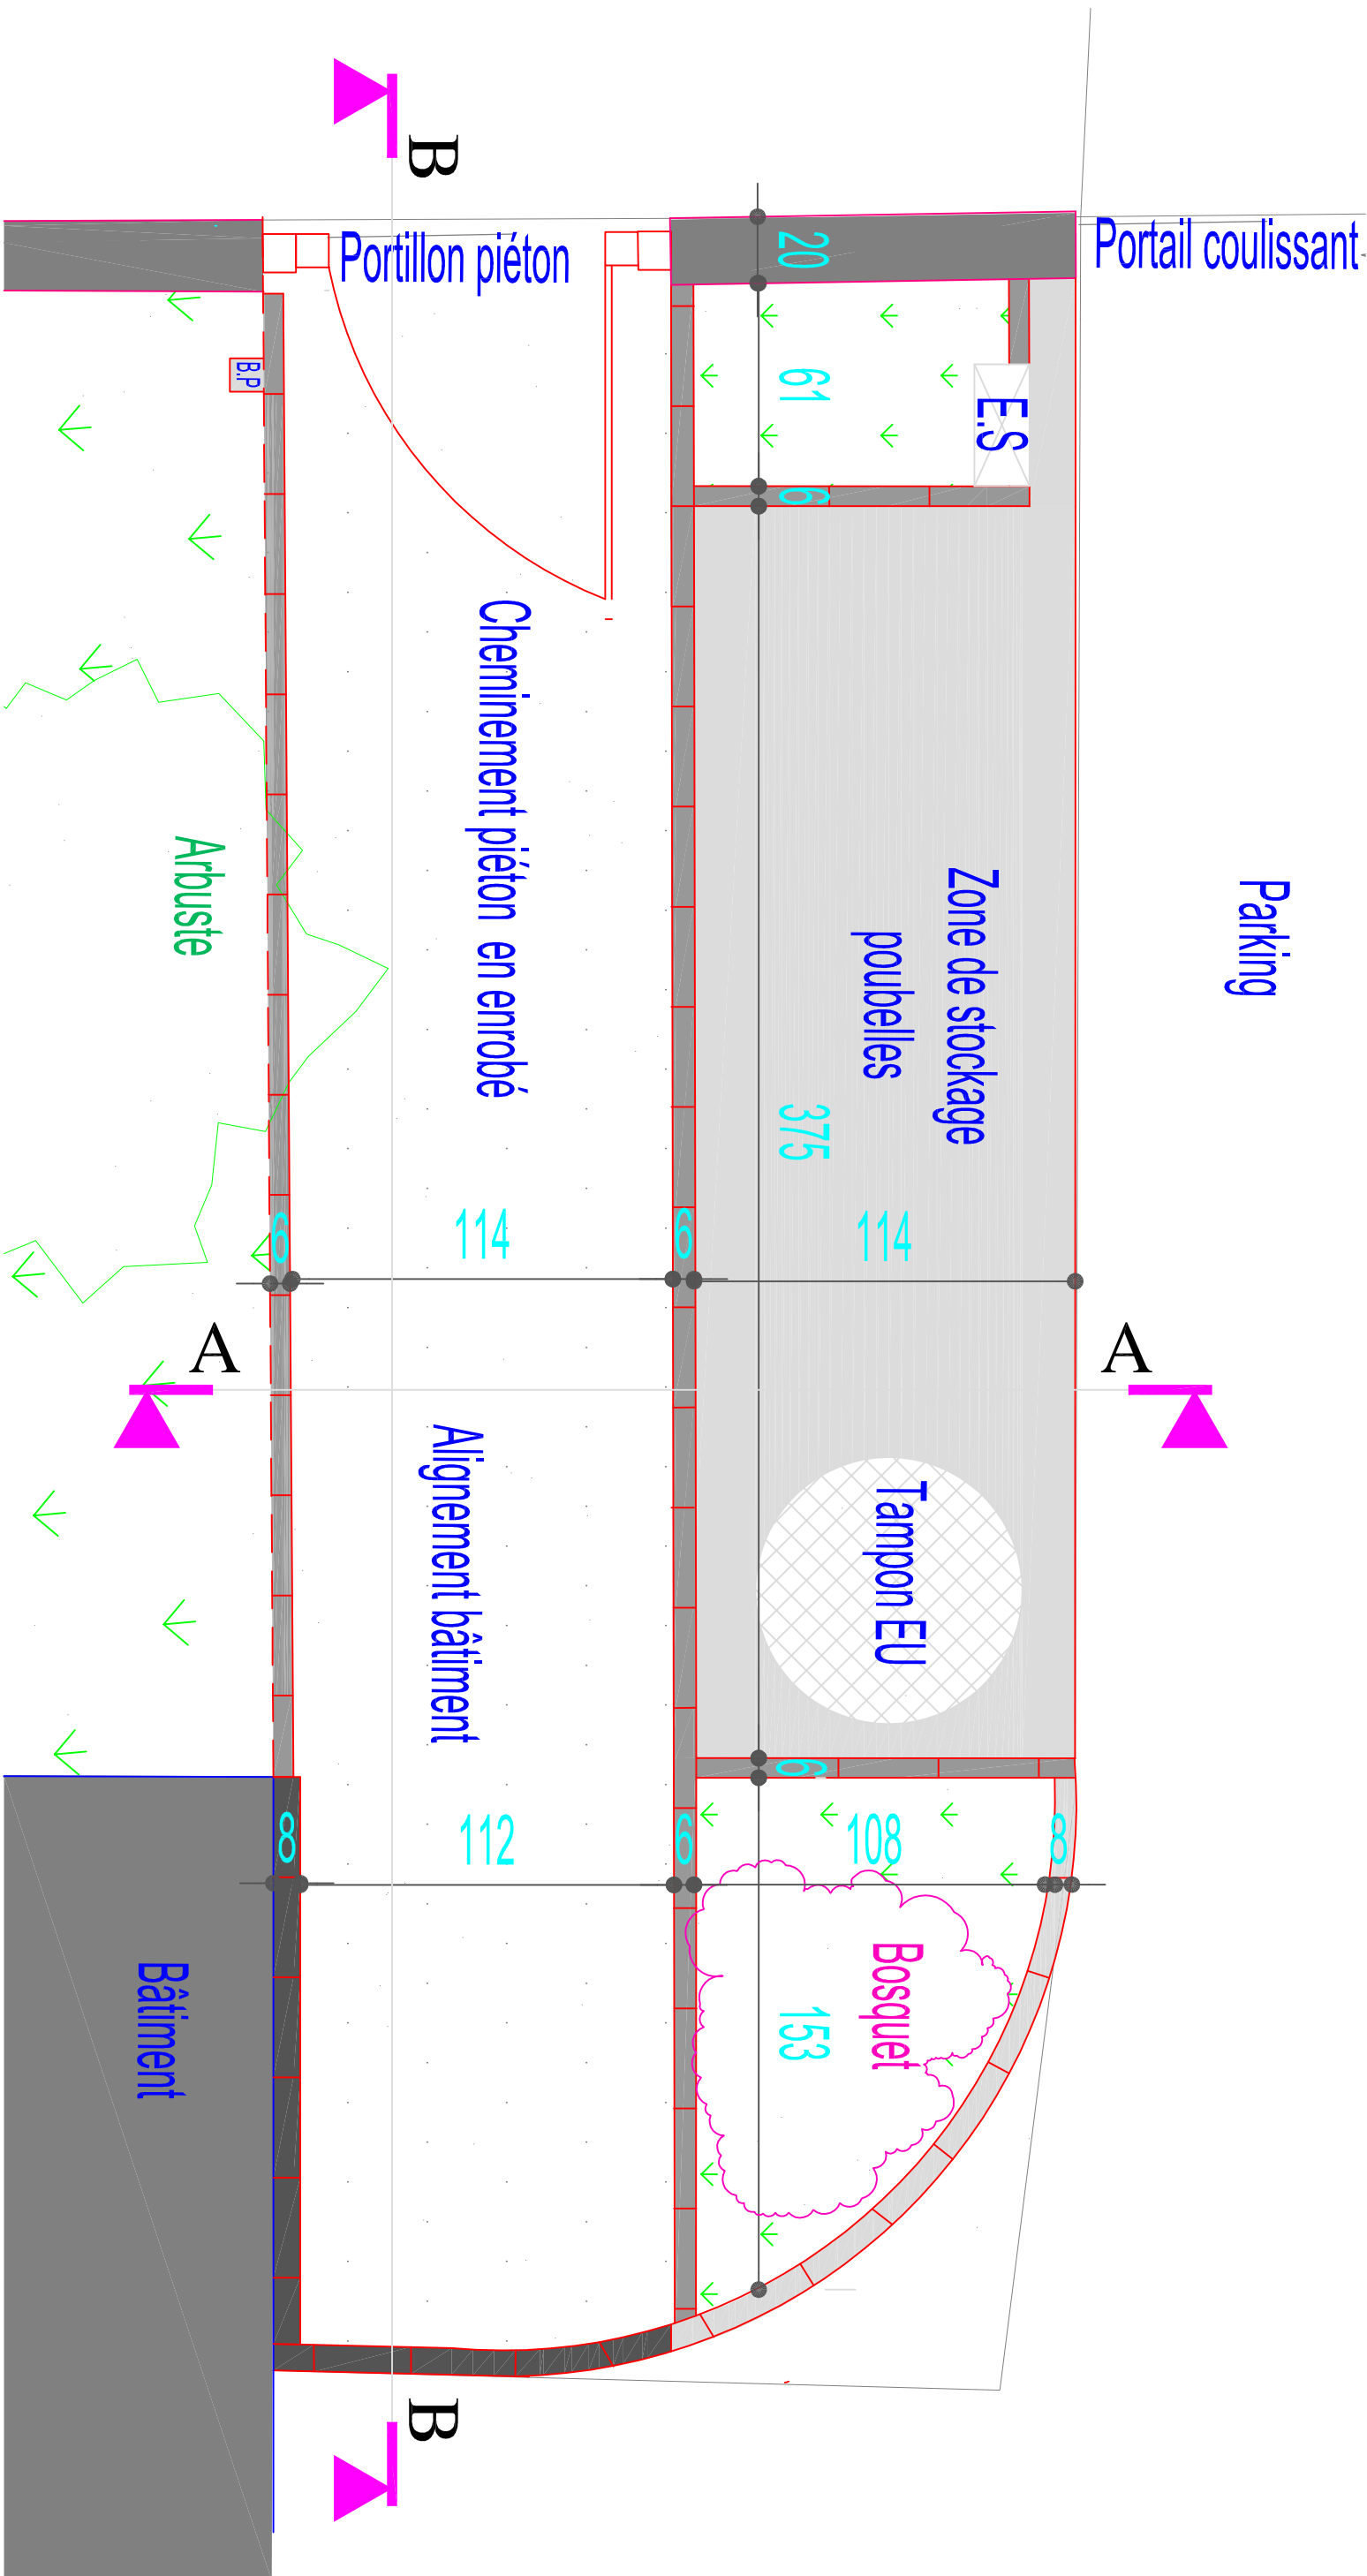 B
Portillon piéton
20
Portail coulissant
B.P
61
E.S
6
Cheminement piéton en enrobé
Arbuste
Zone de stockage
poubelles
Parking
375
6
114
6
114
A
A
Alignement bâtiment
Tampon EU
6
8
112
6
108
8
Bâtiment
Bosquet
153
B